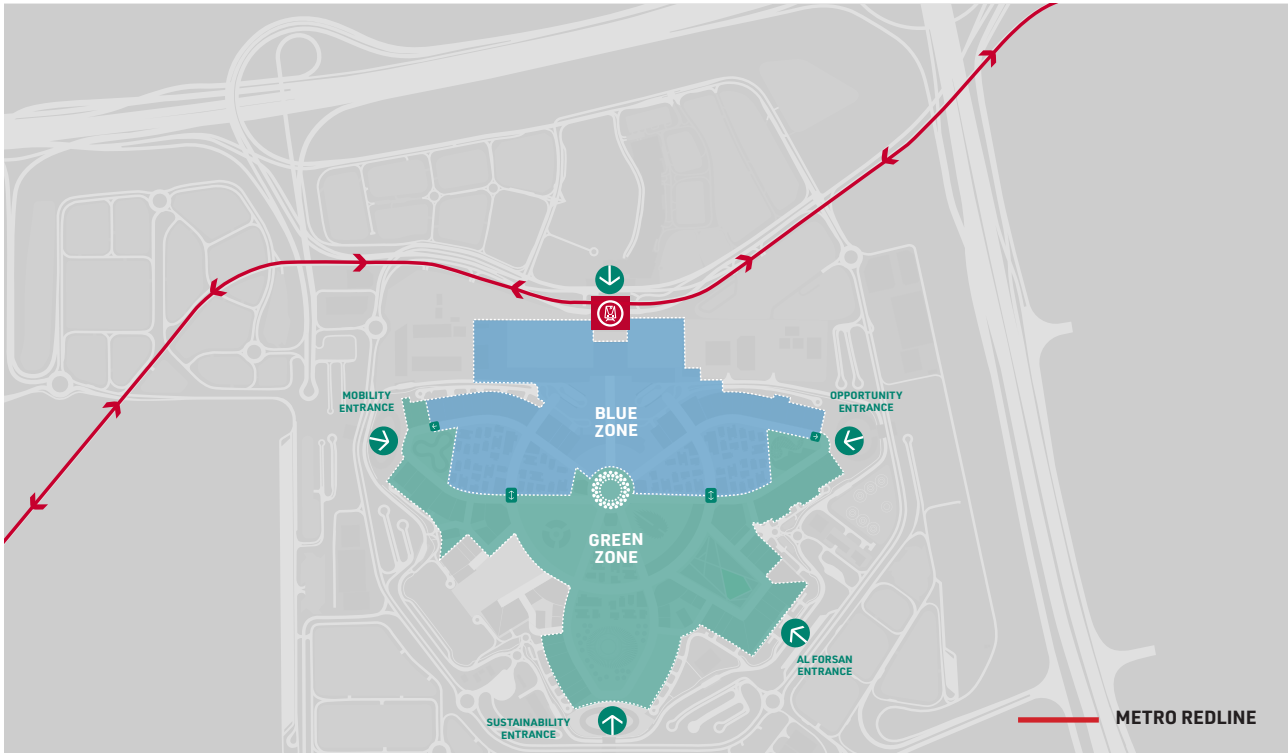 MOBILITY
ENTRANCE
OPPORTUNITY
ENTRANCE
BLUE
ZONE
GREEN
ZONE
AL FORSAN
ENTRANCE
SUSTAINABILITY
ENTRANCE
METRO REDLINE